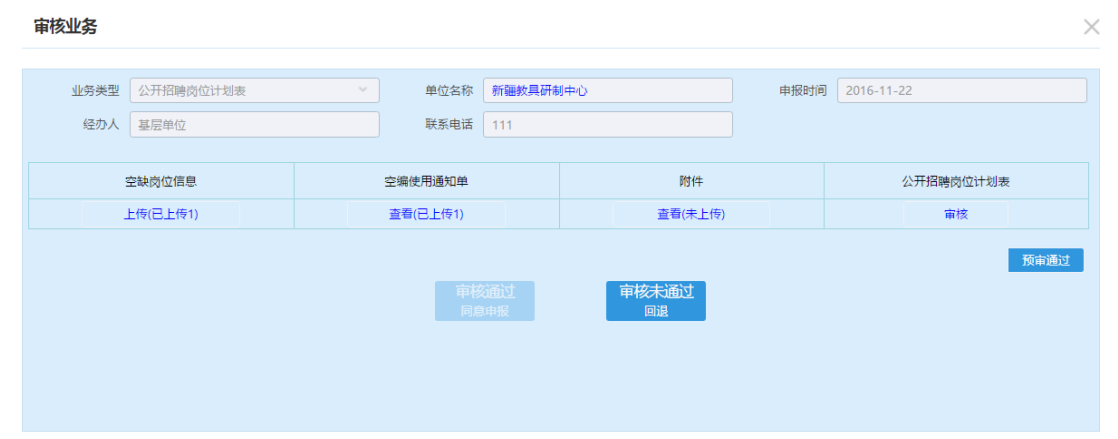 审核业务
业务类型 公开招聘岗位计划表 单位名称 新疆教具研制中心 申报时间 2016-11-22
经办人 基层单位 联系电话 111
空缺岗位信息 空编使用通知单 附件 公开招聘岗位计划表
上传(已上传1) 查看(已上传1) 查看(未上传) 审核
预审通过
审核通过 审核未通过
同意申报 回退